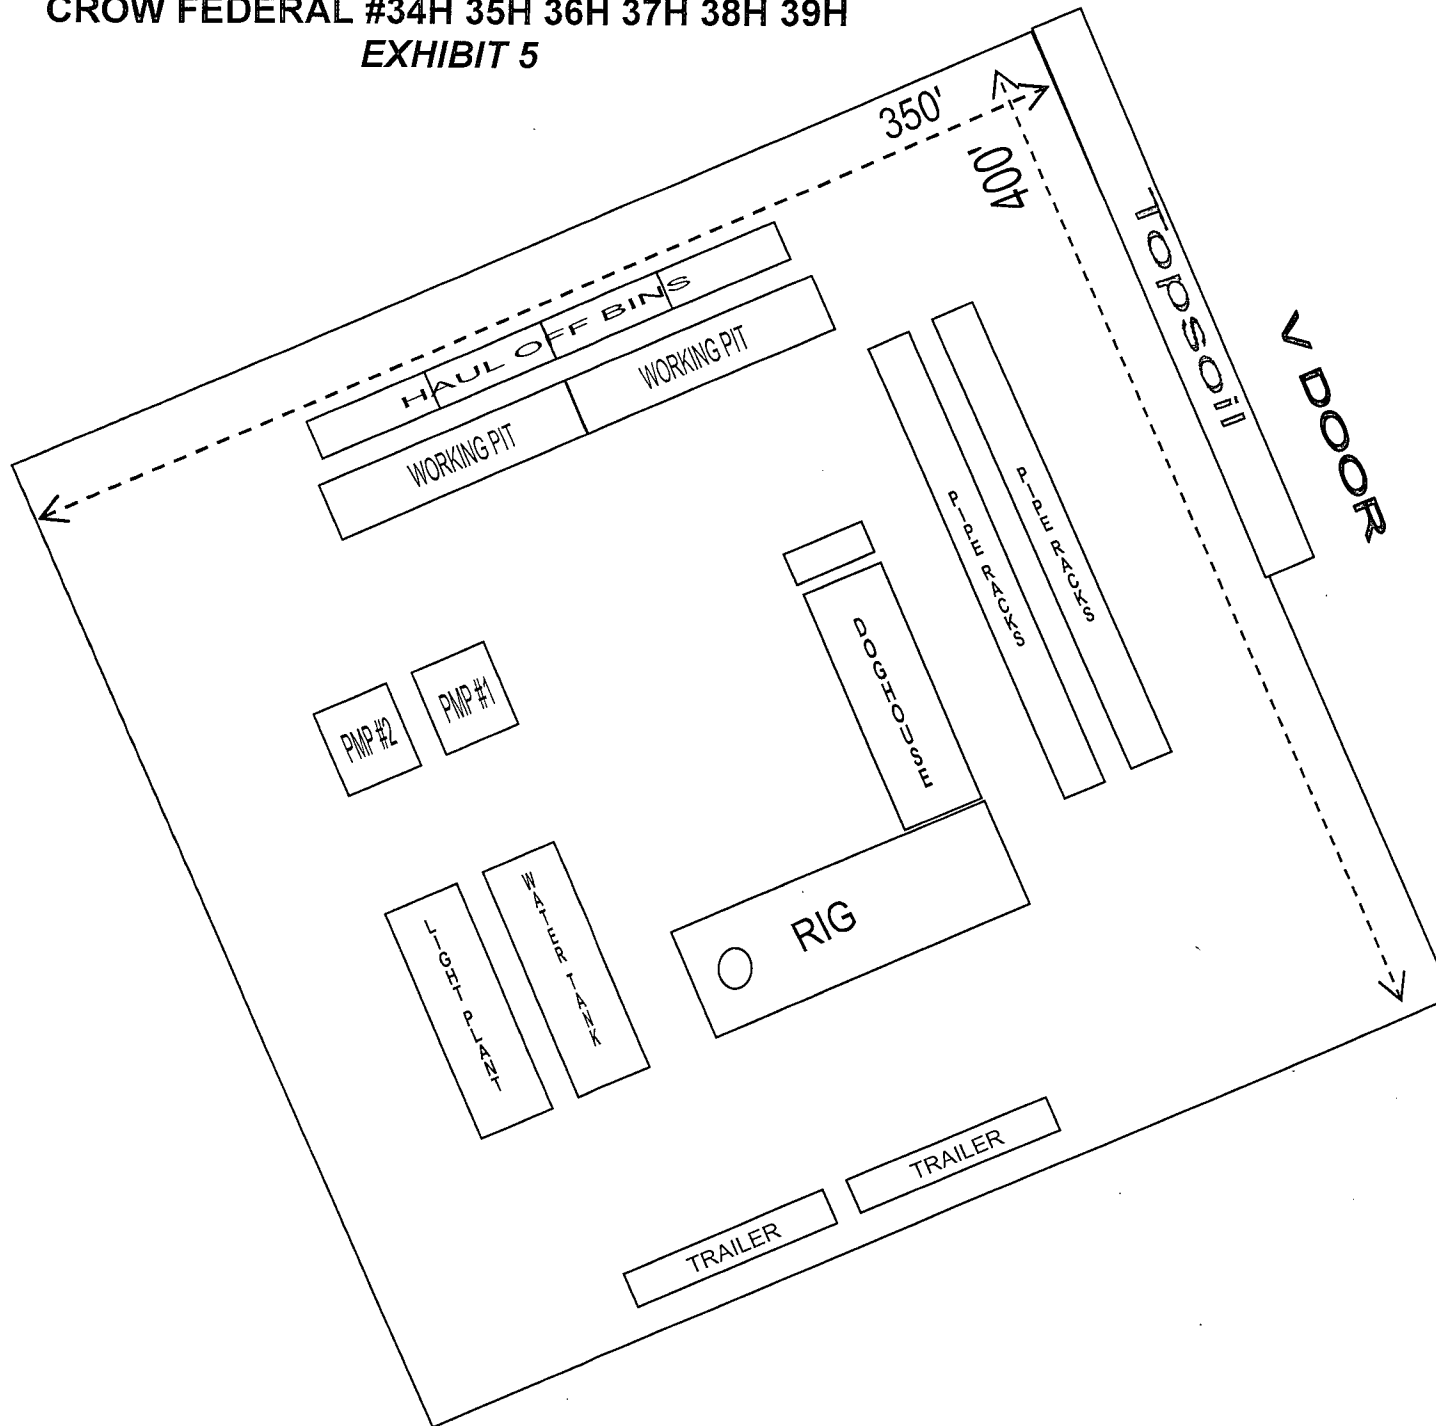 CROW FEDERAL #34H 35H 36H 37H 38H 39H
EXHIBIT 5
350'
400'
Topsoil
V DOOR
HAUL OFF BINS
WORKING PIT
WORKING PIT
PIPE RACKS
PIPE RACKS
DOGHOUSE
PMP #2
PMP #1
RIG
WATER TANK
LIGHT PLANT
TRAILER
TRAILER